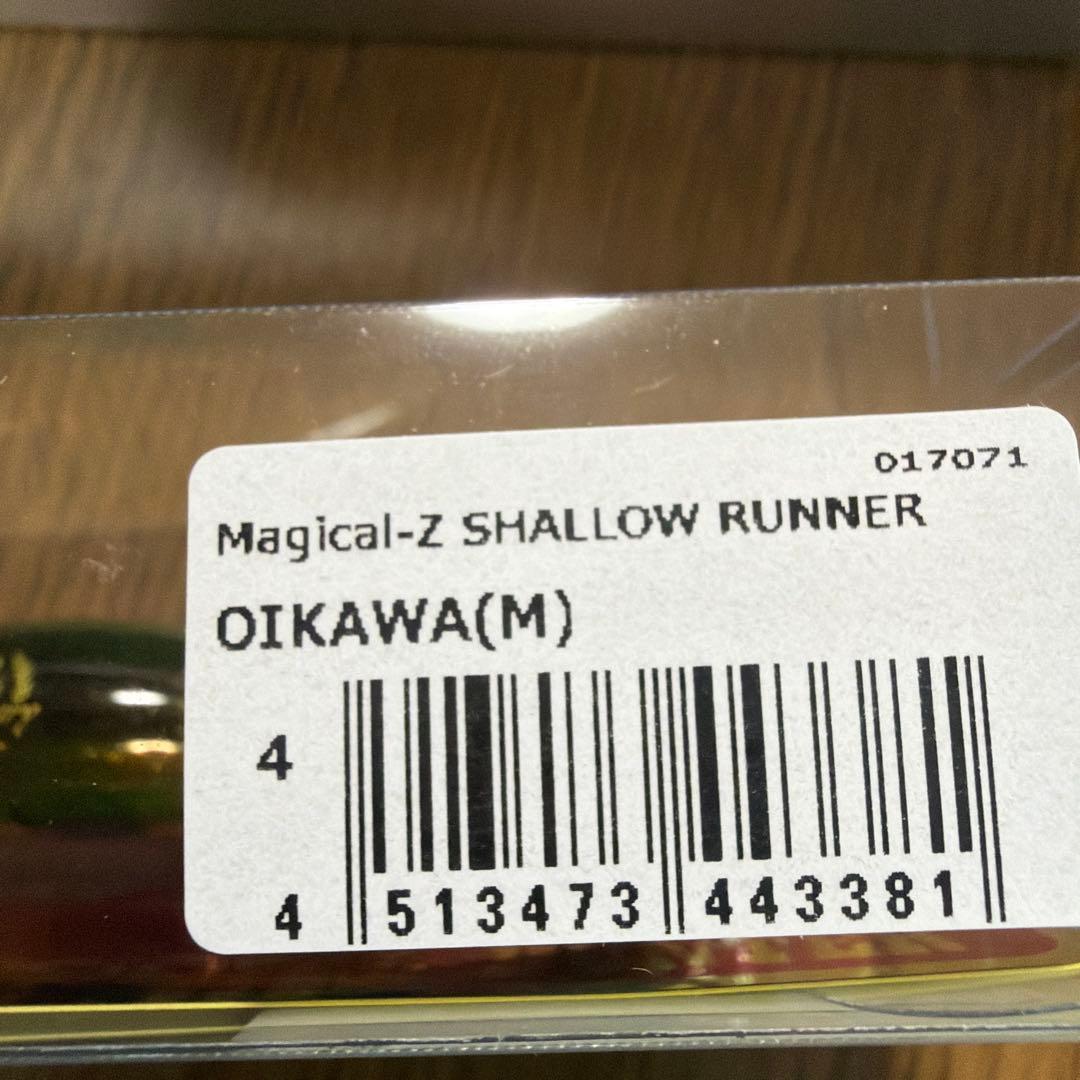 017071
Magical-Z SHALLOW RUNNER
OIKAWA(M)
4
4 513473 443381